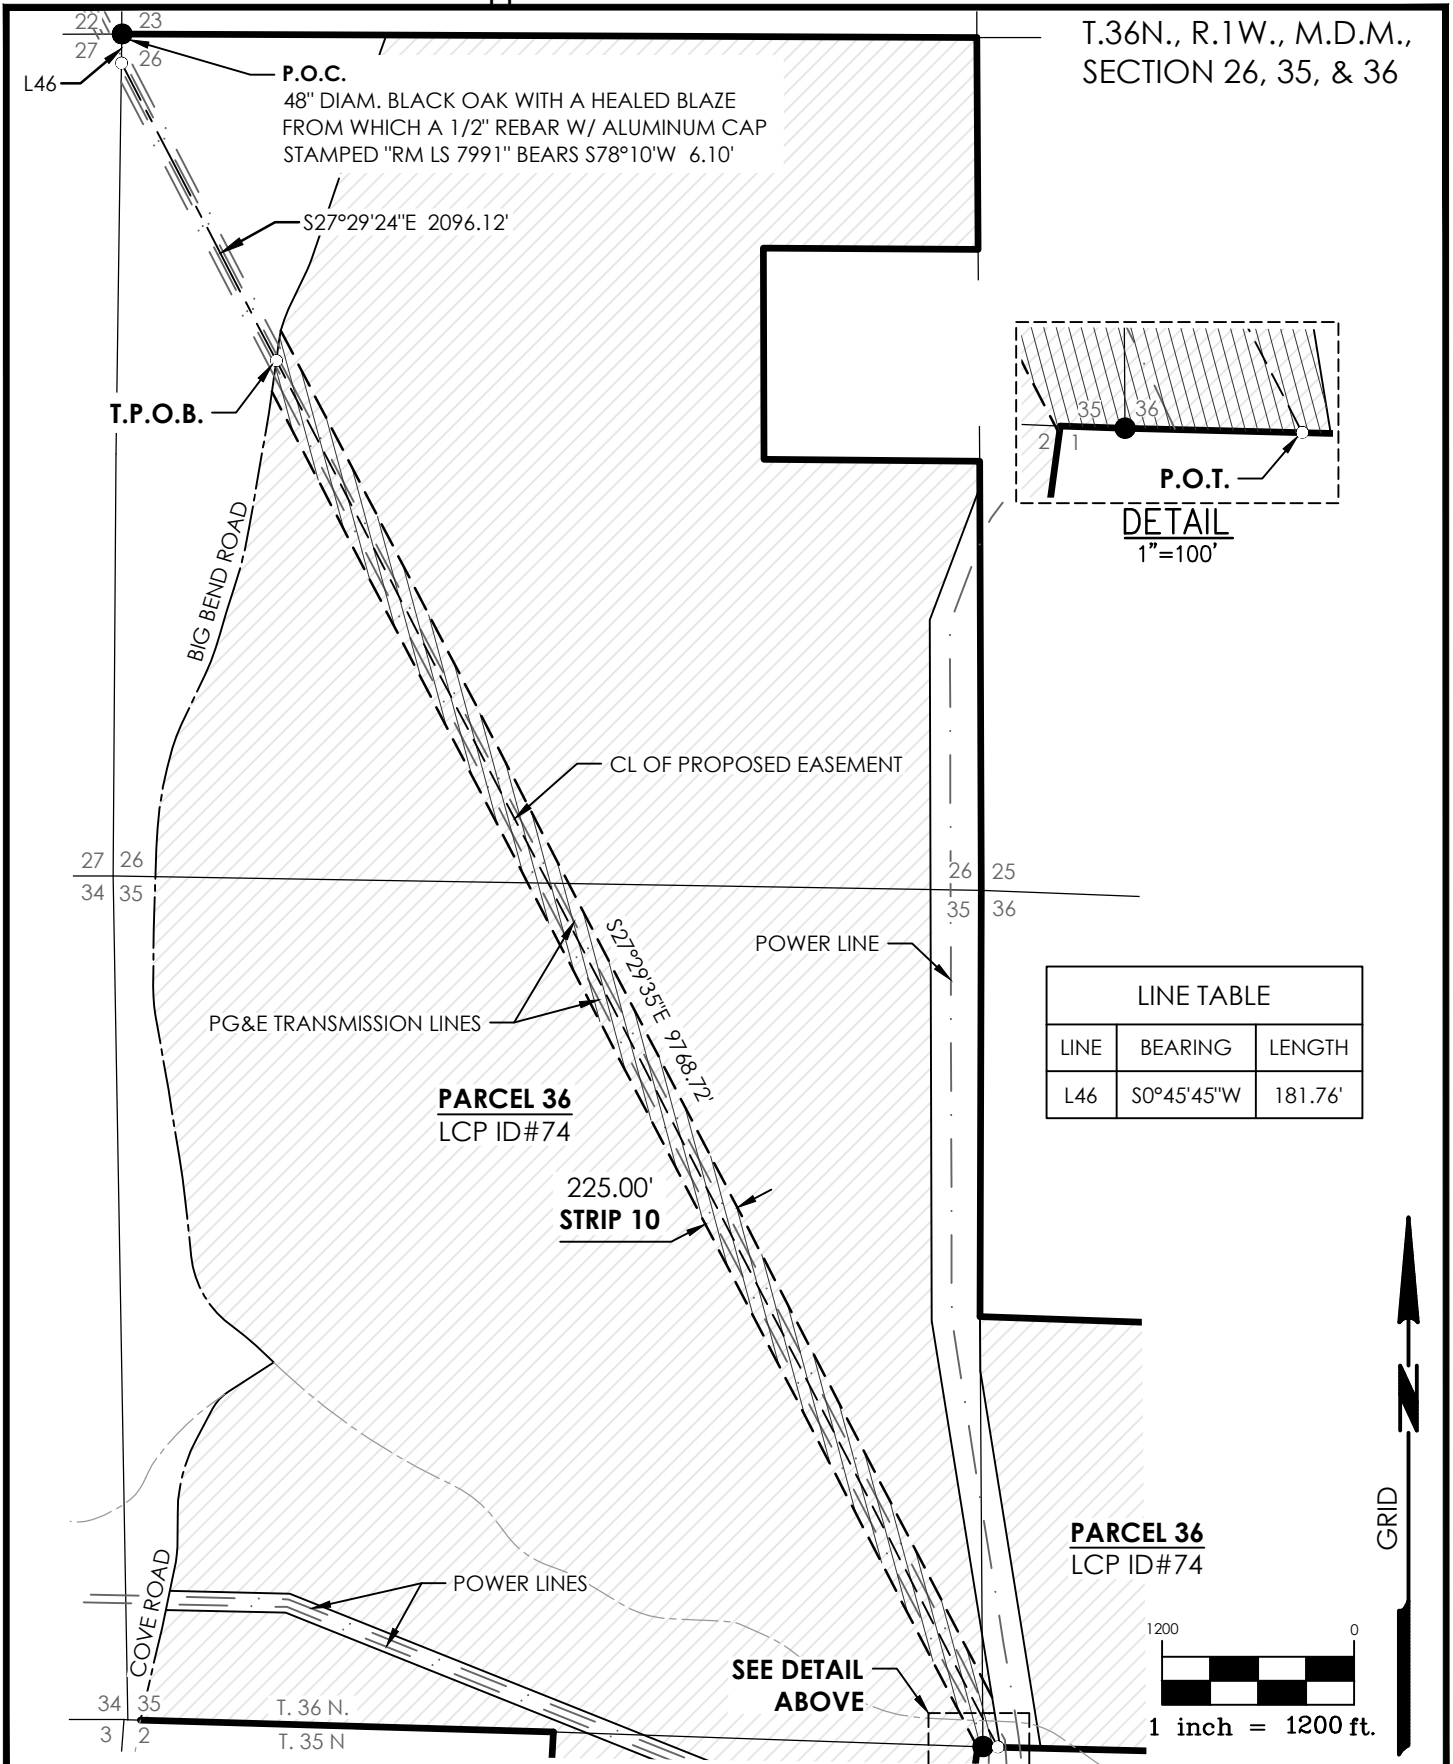 T.36N., R.1W., M.D.M.,
SECTION 26, 35, & 36
22 23
27 26
L46
P.O.C.
48" DIAM. BLACK OAK WITH A HEALED BLAZE
FROM WHICH A 1/2" REBAR W/ ALUMINUM CAP
STAMPED "RM LS 7991" BEARS S78°10'W 6.10'
S27°29'24"E 2096.12'
T.P.O.B.
35 36
2 1
P.O.T.
DETAIL
1"=100'
BIG BEND ROAD
CL OF PROPOSED EASEMENT
27 26
34 35
26 25
35 36
POWER LINE
S27°29'35"E 9768.72'
PG&E TRANSMISSION LINES
LINE TABLE
LINE BEARING LENGTH
L46 S0°45'45"W 181.76'
PARCEL 36
LCP ID#74
225.00'
STRIP 10
PARCEL 36
LCP ID#74
GRID
N
POWER LINES
COVE ROAD
SEE DETAIL
ABOVE
1200 0
1 inch = 1200 ft.
34 35
3 2
T. 36 N.
T. 35 N